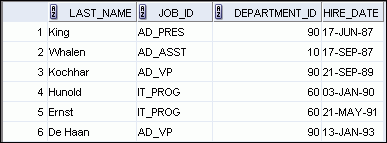 LAST_NAME JOB_ID DEPARTMENT_ID HIRE_DATE
1 King AD_PRES 90 17-JUN-87
2 Whalen AD_ASST 10 17-SEP-87
3 Kochhar AD_VP 90 21-SEP-89
4 Hunold IT_PROG 60 03-JAN-90
5 Ernst IT_PROG 60 21-MAY-91
6 De Haan AD_VP 90 13-JAN-93